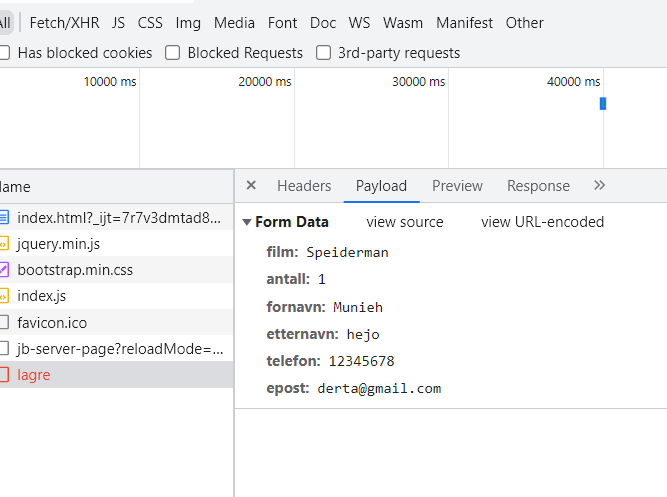 All Fetch/XHR JS CSS Img Media Font Doc WS Wasm Manifest Other
Has blocked cookies Blocked Requests 3rd-party requests
10000 ms 20000 ms 30000 ms 40000 ms
Name
index.html?_ijt=7r7v3dmtad8...
jquery.min.js
bootstrap.min.css
index.js
favicon.ico
jb-server-page?reloadMode=...
lagre
× Headers Payload Preview Response »
▼ Form Data view source view URL-encoded
film: Speiderman
antall: 1
fornavn: Munieh
etternavn: hejo
telefon: 12345678
epost: derta@gmail.com